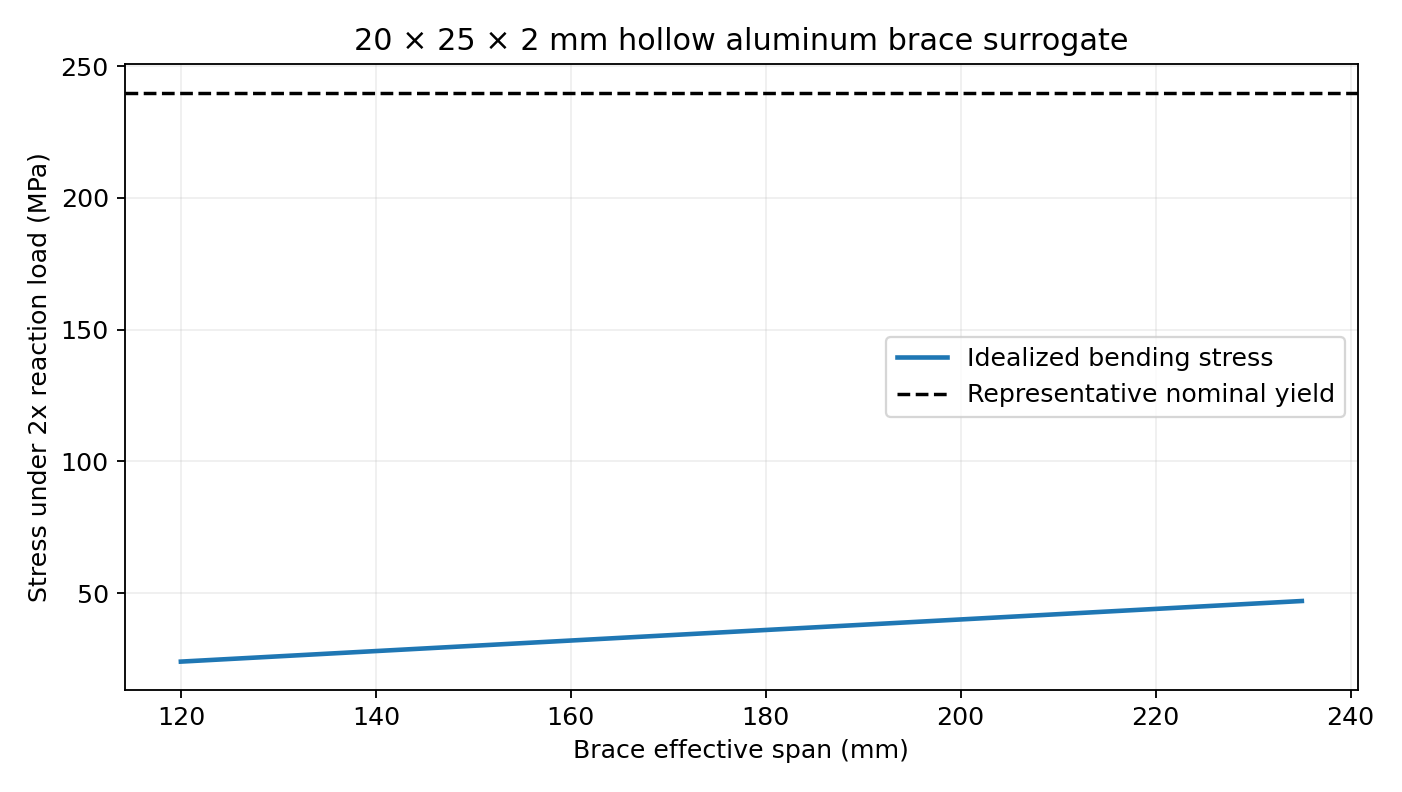 20 × 25 × 2 mm hollow aluminum brace surrogate
Stress under 2x reaction load (MPa)
250
200
150
100
50
Idealized bending stress
Representative nominal yield
120 140 160 180 200 220 240
Brace effective span (mm)